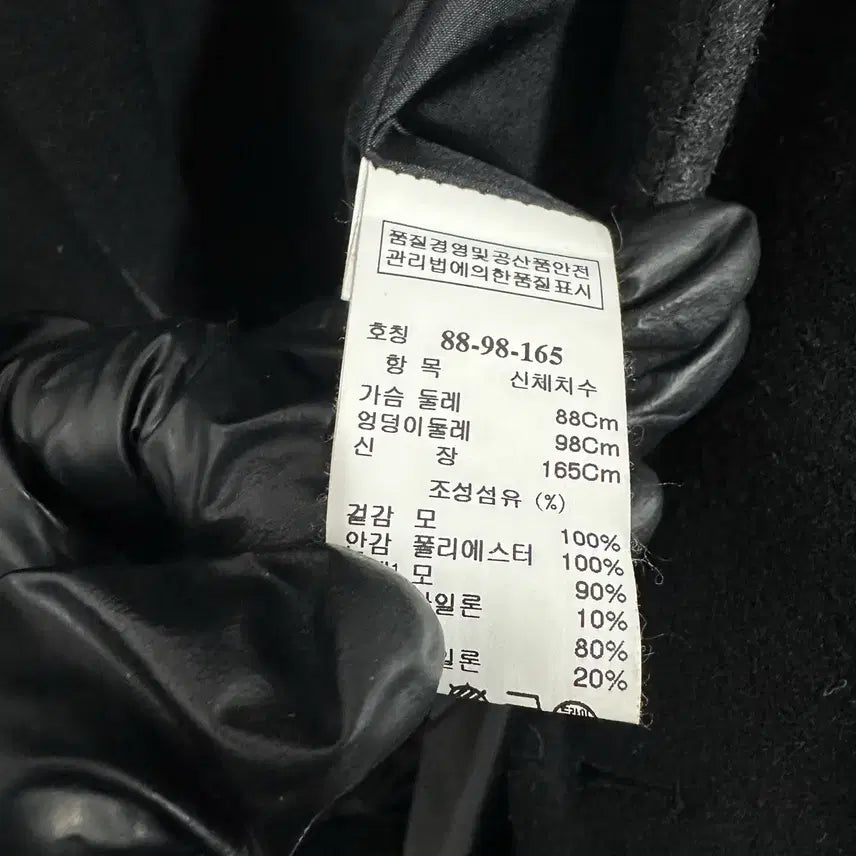 품질경영및공산품안전
관리법에의한품질표시
호칭 88-98-165
항 목 신체치수
가슴 둘레 88Cm
엉덩이둘레 98Cm
신 장 165Cm
조성섬유 (%)
겉감 모 100%
안감 폴리에스터 100%
모 90%
10%
80%
20%
드라이